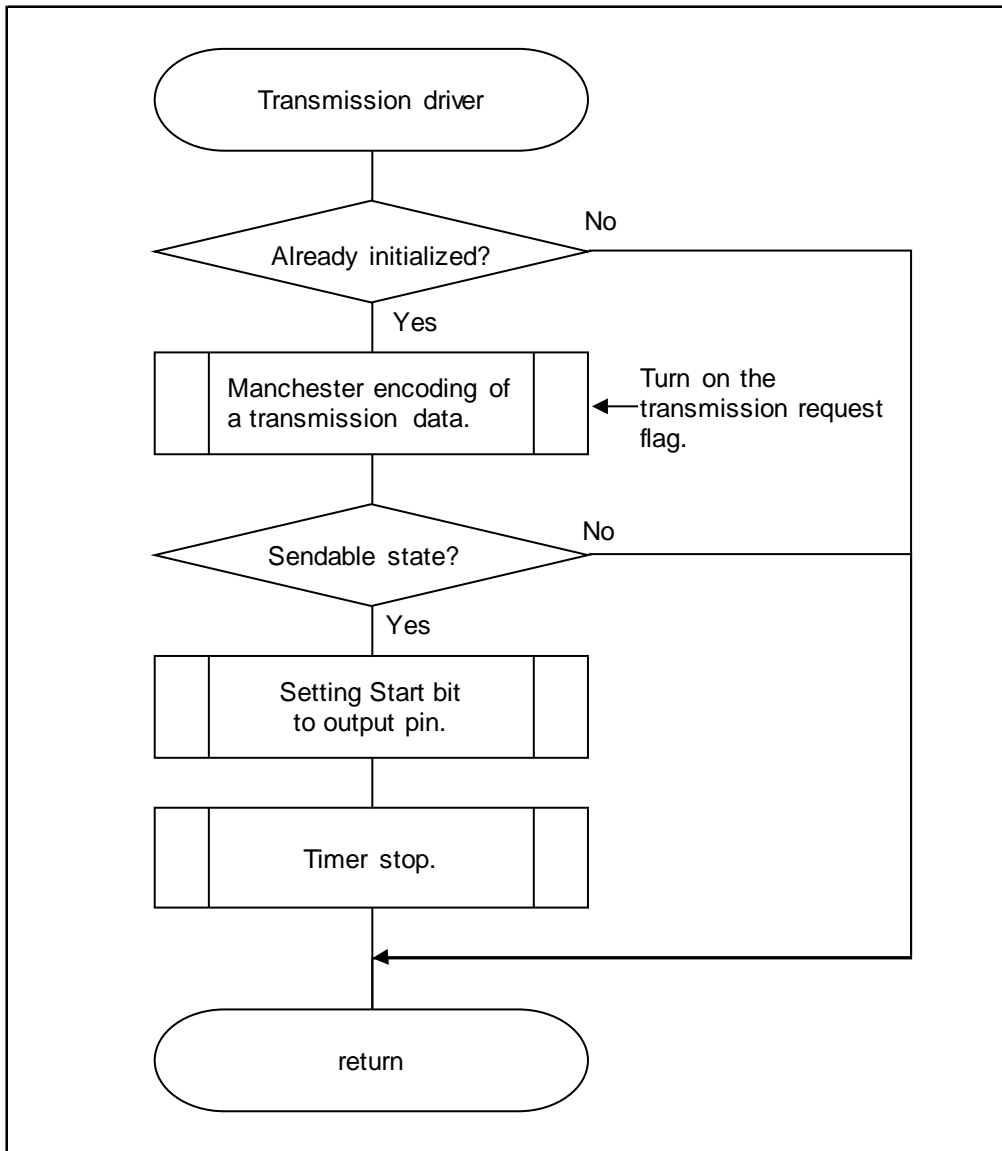 Transmission driver
No
Already initialized?
Yes
Manchester encoding of
a transmission data.
Turn on the
transmission request
flag.
No
Sendable state?
Yes
Setting Start bit
to output pin.
Timer stop.
return